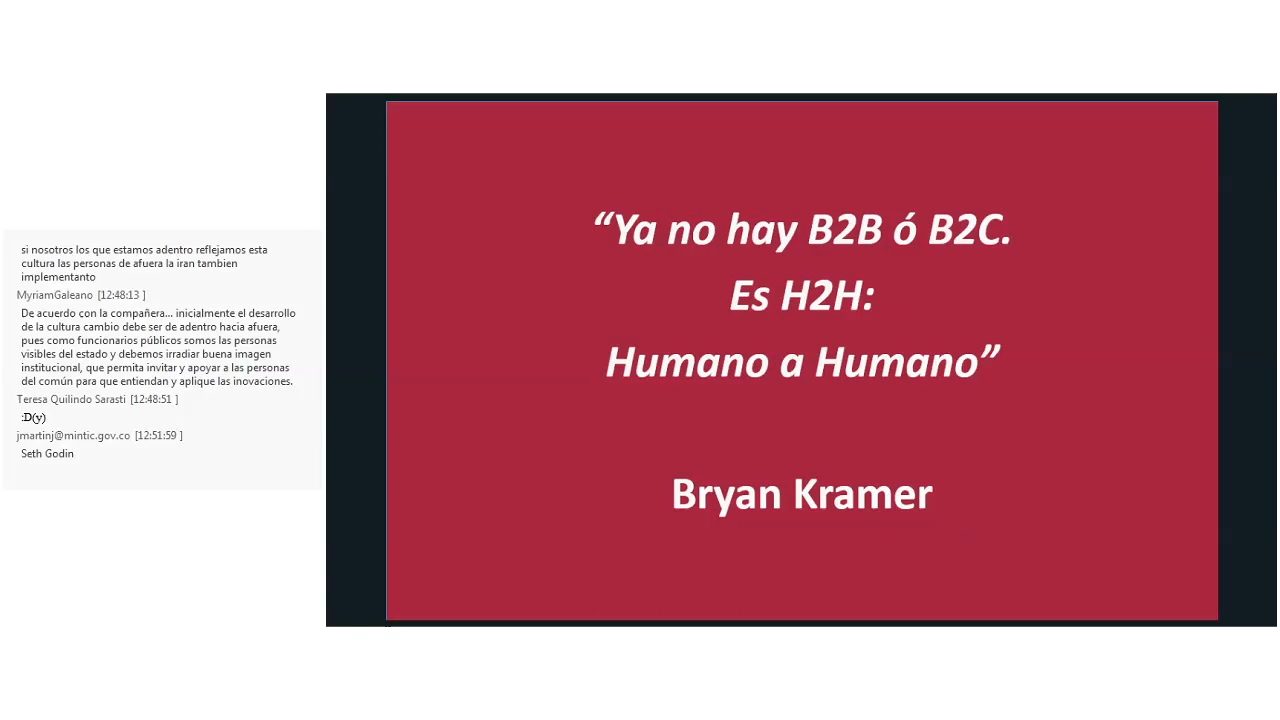 si nosotros los que estamos adentro reflejamos esta
cultura las personas de afuera la iran tambien
implementanto
MyriamGaleano [12:48:13 ]
De acuerdo con la compañera... inicialmente el desarrollo
de la cultura cambio debe ser de adentro hacia afuera,
pues como funcionarios públicos somos las personas
visibles del estado y debemos irradiar buena imagen
institucional, que permita invitar y apoyar a las personas
del común para que entiendan y aplique las inovaciones.
Teresa Quilindo Sarasti [12:48:51 ]
:D(y)
jmartinj@mintic.gov.co [12:51:59 ]
Seth Godin
“Ya no hay B2B ó B2C.
Es H2H:
Humano a Humano”
Bryan Kramer